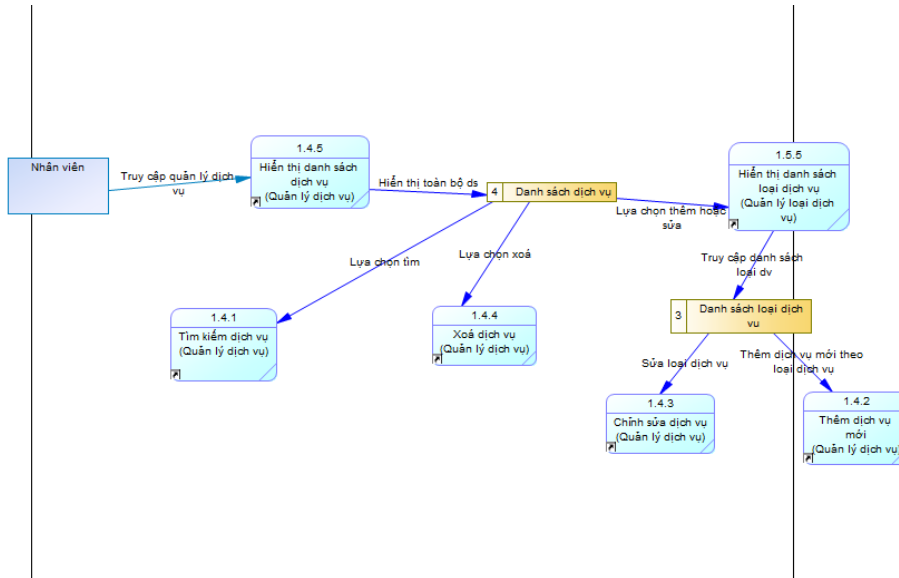 Nhân viên
Truy cập quản lý dịch
vụ
1.4.5
Hiển thị danh sách
dịch vụ
(Quản lý dịch vụ)
Hiển thị toàn bộ ds
4
Danh sách dịch vụ
Lựa chọn thêm hoặc
sửa
1.5.5
Hiển thị danh sách
loại dịch vụ
(Quản lý loại dịch
vụ)
Lựa chọn tìm
Lựa chọn xoá
Truy cập danh sách
loại dv
1.4.1
Tìm kiếm dịch vụ
(Quản lý dịch vụ)
1.4.4
Xoá dịch vụ
(Quản lý dịch vụ)
3
Danh sách loại dịch
vu
Sửa loại dịch vụ
Thêm dịch vụ mới theo
loại dịch vụ
1.4.3
Chỉnh sửa dịch vụ
(Quản lý dịch vụ)
1.4.2
Thêm dịch vụ
mới
(Quản lý dịch vụ)